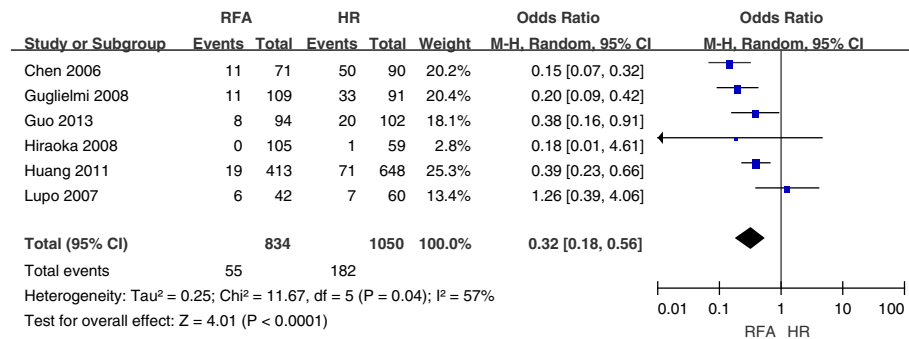 RFA HR Odds Ratio Odds Ratio
Study or Subgroup Events Total Events Total Weight M-H, Random, 95% CI M-H, Random, 95% CI
Chen 2006 11 71 50 90 20.2% 0.15 [0.07, 0.32]
Guglielmi 2008 11 109 33 91 20.4% 0.20 [0.09, 0.42]
Guo 2013 8 94 20 102 18.1% 0.38 [0.16, 0.91]
Hiraoka 2008 0 105 1 59 2.8% 0.18 [0.01, 4.61]
Huang 2011 19 413 71 648 25.3% 0.39 [0.23, 0.66]
Lupo 2007 6 42 7 60 13.4% 1.26 [0.39, 4.06]
Total (95% CI) 834 1050 100.0% 0.32 [0.18, 0.56]
Total events 55 182
Heterogeneity: Tau² = 0.25; Chi² = 11.67, df = 5 (P = 0.04); I² = 57%
Test for overall effect: Z = 4.01 (P < 0.0001)
0.01 0.1 1 10 100
RFA HR